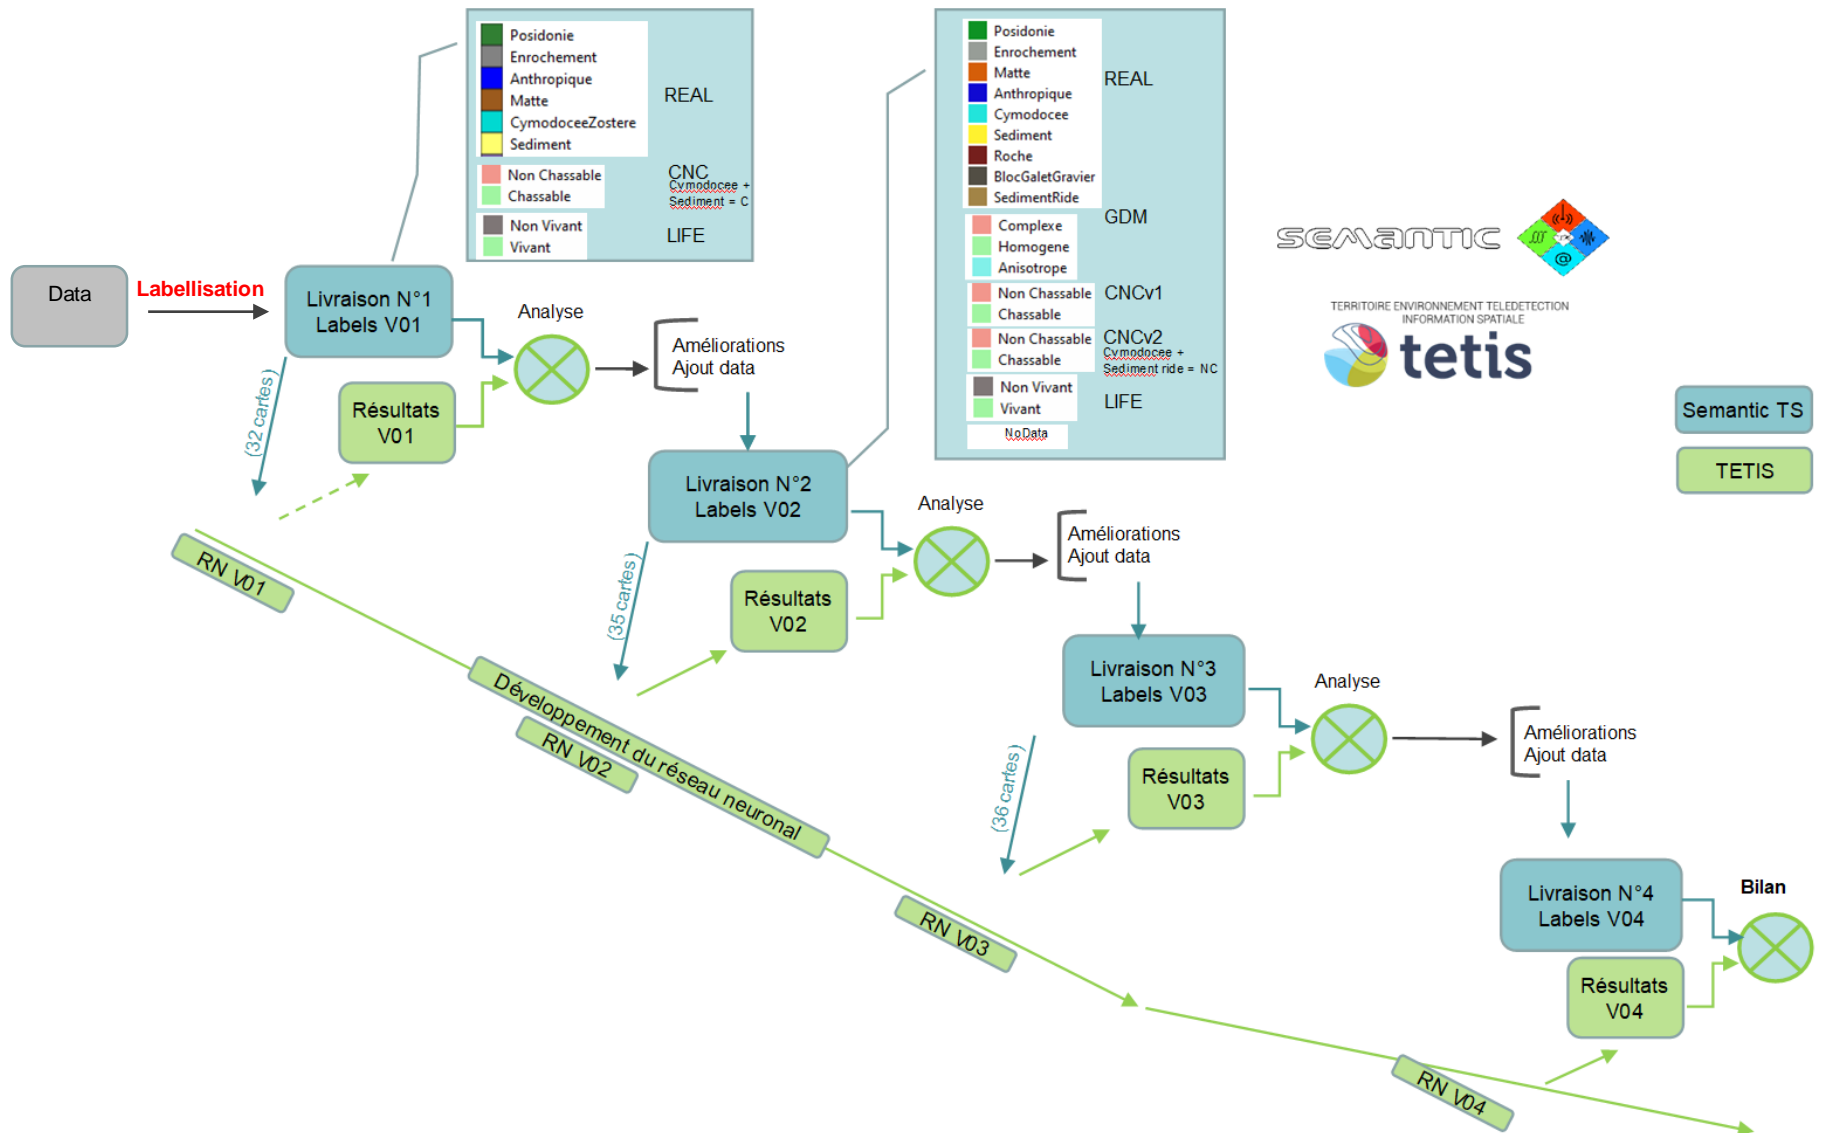 Posidonie
Enrochement
Anthropique
Matte
CymodoceeZostere
Sediment
REAL
Non Chassable
Chassable
CNC
Cymodocee +
Sediment = C
Non Vivant
Vivant
LIFE
Posidonie
Enrochement
Matte
Anthropique
Cymodocee
Sediment
Roche
BlocGaletGravier
SedimentRide
REAL
Complexe
Homogene
Anisotrope
GDM
Non Chassable
Chassable
CNCv1
Non Chassable
Chassable
CNCv2
Cymodocee +
Sediment ride = NC
Non Vivant
Vivant
LIFE
NoData
SEMANTIC
@
TERRITOIRE ENVIRONNEMENT TELEDETECTION
INFORMATION SPATIALE
tetis
Semantic TS
TETIS
Data
Labellisation
Livraison N°1
Labels V01
Analyse
Améliorations
Ajout data
(32 cartes)
Résultats
V01
RN V01
Livraison N°2
Labels V02
Analyse
Améliorations
Ajout data
(35 cartes)
Résultats
V02
Développement du réseau neuronal
RN V02
Livraison N°3
Labels V03
Analyse
Améliorations
Ajout data
(36 cartes)
Résultats
V03
RN V03
Livraison N°4
Labels V04
Bilan
Résultats
V04
RN V04